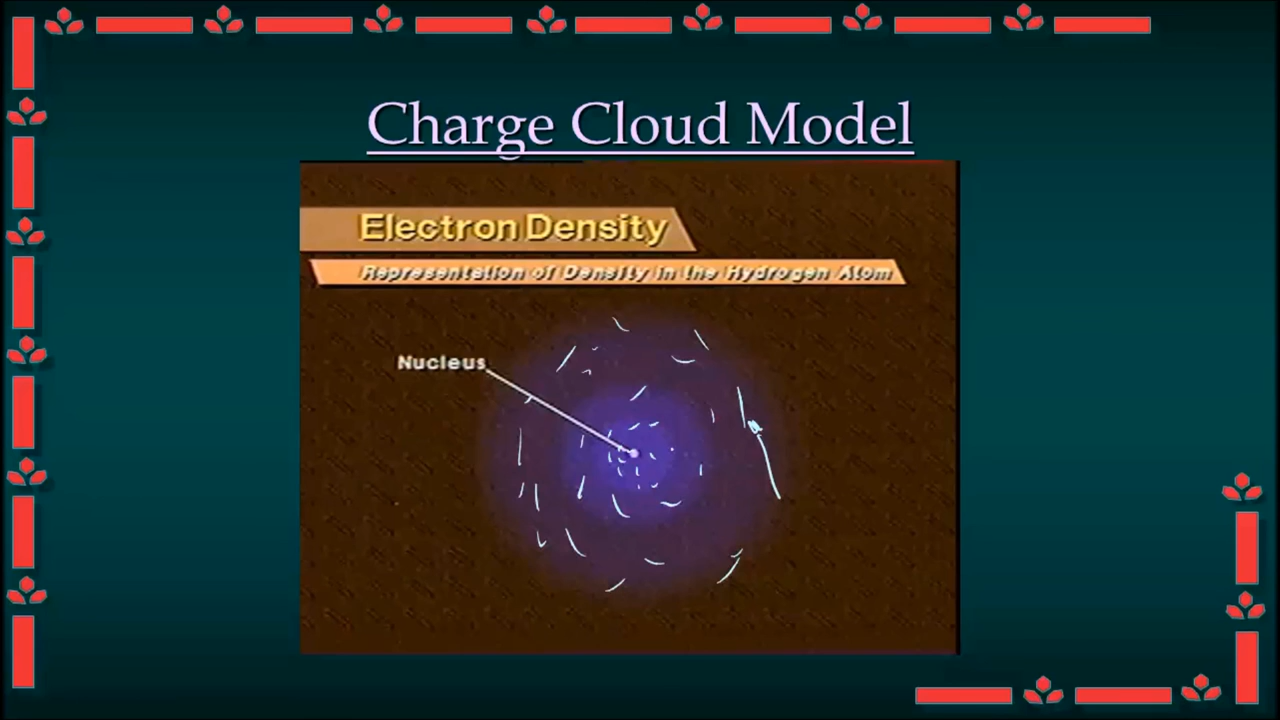 Charge Cloud Model
Electron Density
Representation of Density in the Hydrogen Atom
Nucleus